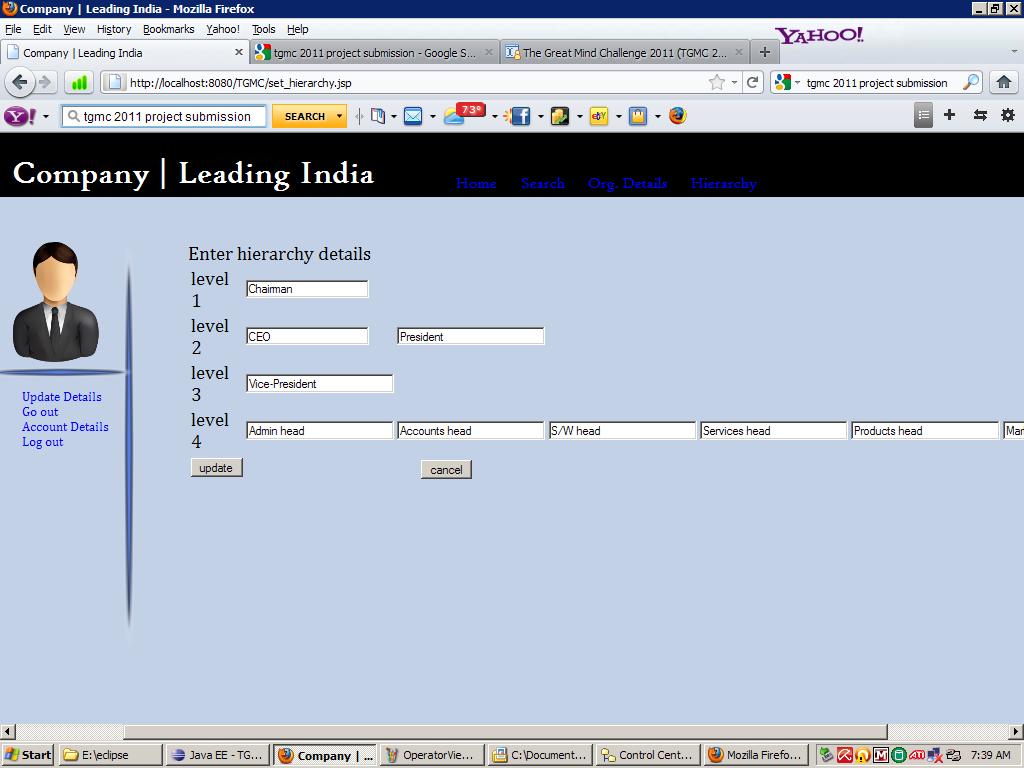 Company | Leading India - Mozilla Firefox
File Edit View History Bookmarks Yahoo! Tools Help
YAHOO!
Company | Leading India
tgmc 2011 project submission - Google S...
The Great Mind Challenge 2011 (TGMC 2...
http://localhost:8080/TGMC/set_hierarchy.jsp
tgmc 2011 project submission
Y! tgmc 2011 project submission SEARCH 73° ebY
Company | Leading India
Home Search Org. Details Hierarchy
Enter hierarchy details
level 
1
Chairman
level
2
CEO President
level
3
Vice-President
level
4
Admin head Accounts head S/W head Services head Products head Mar
update cancel
Update Details
Go out
Account Details
Log out
Start E:\eclipse Java EE - TG... Company | ... OperatorVie... C:\Document... Control Cent... Mozilla Firefo... 7:39 AM